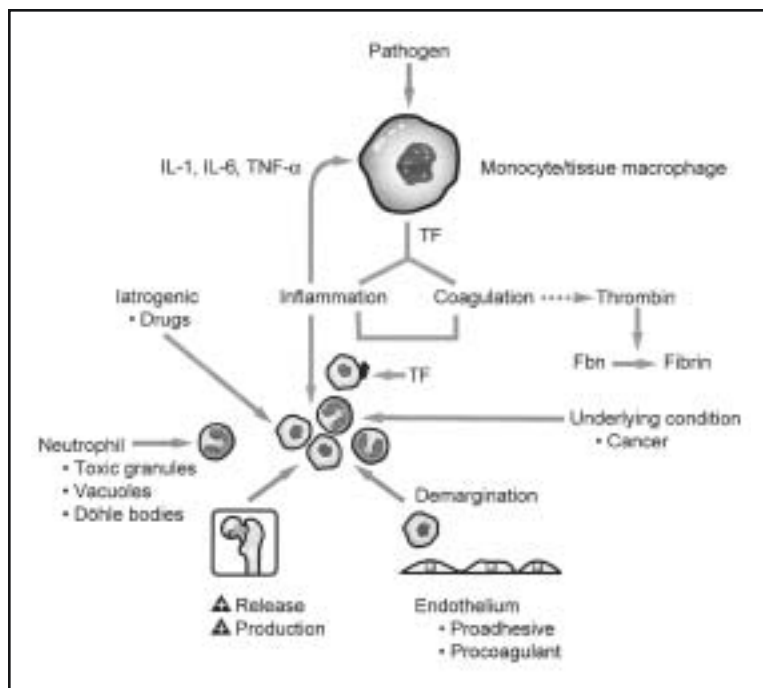 Pathogen
IL-1, IL-6, TNF-α
Monocyte/tissue macrophage
TF
Iatrogenic
• Drugs
Inflammation
Coagulation
Thrombin
Fbn
Fibrin
TF
Underlying condition
• Cancer
Neutrophil
• Toxic granules
• Vacuoles
• Döhle bodies
Demargination
Release
Production
Endothelium
• Proadhesive
• Procoagulant